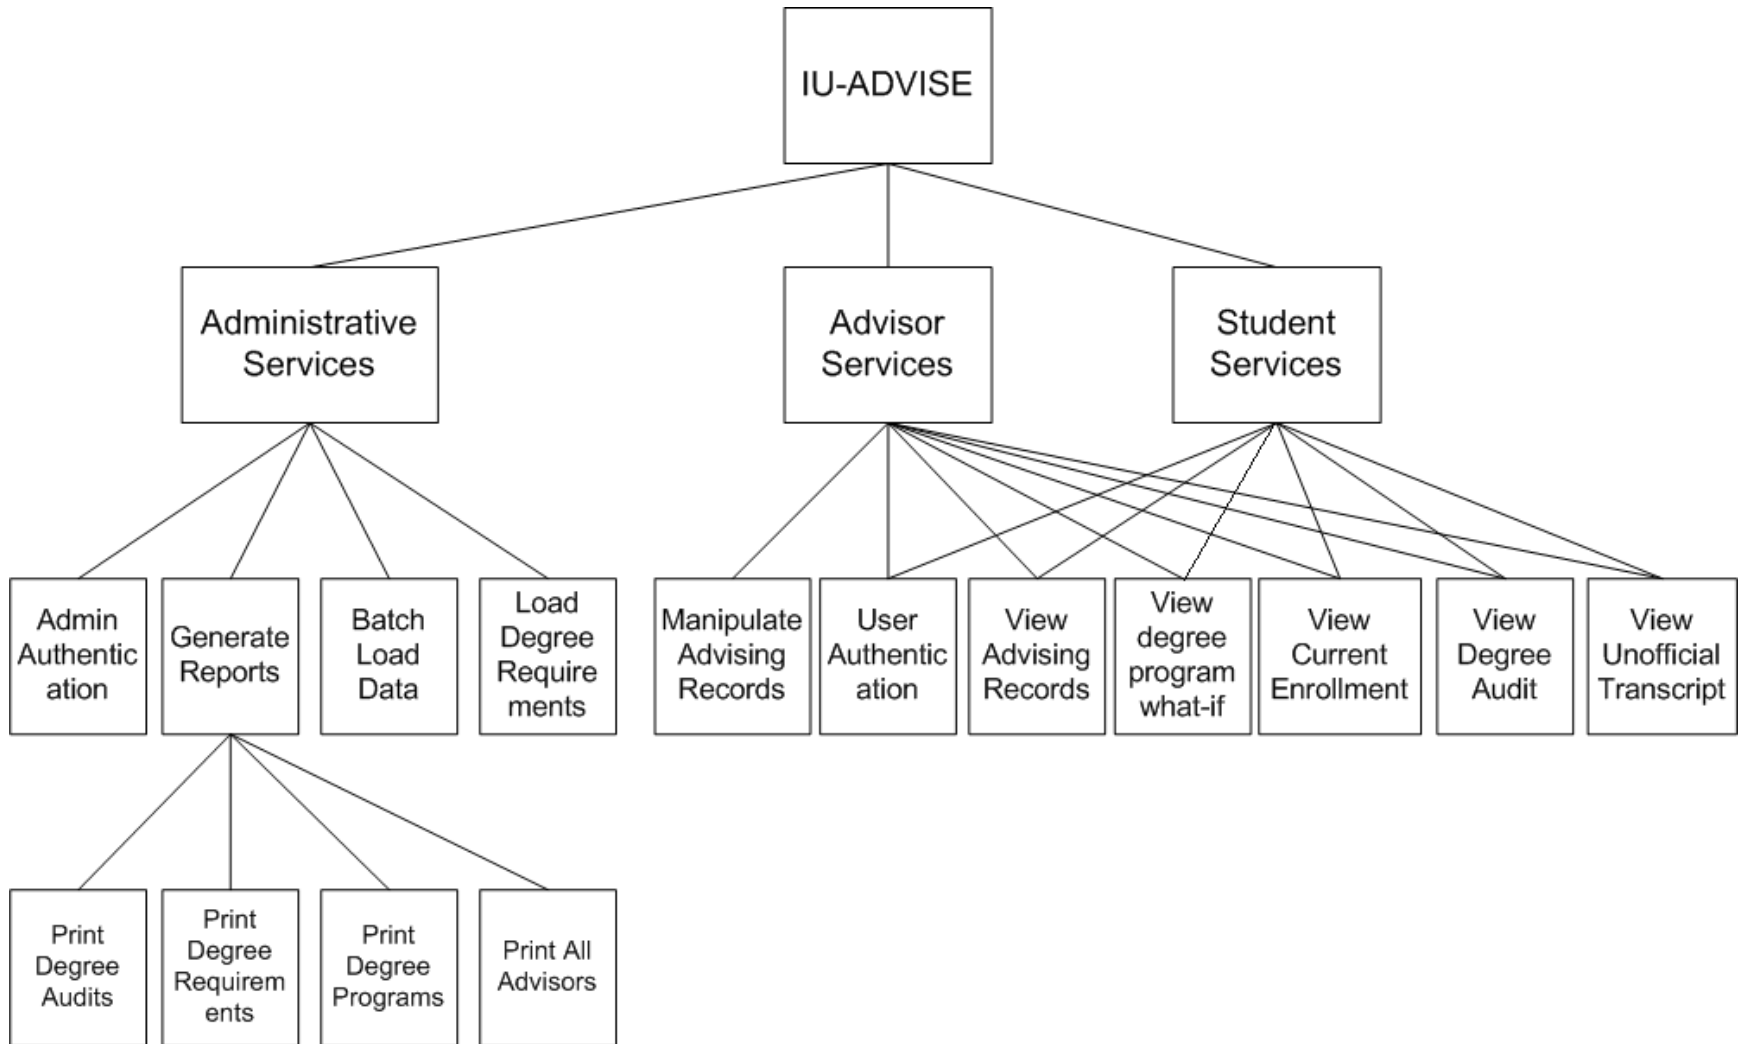 IU-ADVISE
Administrative
Services
Advisor
Services
Student
Services
Admin
Authentic
ation
Generate
Reports
Batch
Load
Data
Load
Degree
Require
ments
Manipulate
Advising
Records
User
Authentic
ation
View
Advising
Records
View
degree
program
what-if
View
Current
Enrollment
View
Degree
Audit
View
Unofficial
Transcript
Print
Degree
Audits
Print
Degree
Requirem
ents
Print
Degree
Programs
Print All
Advisors